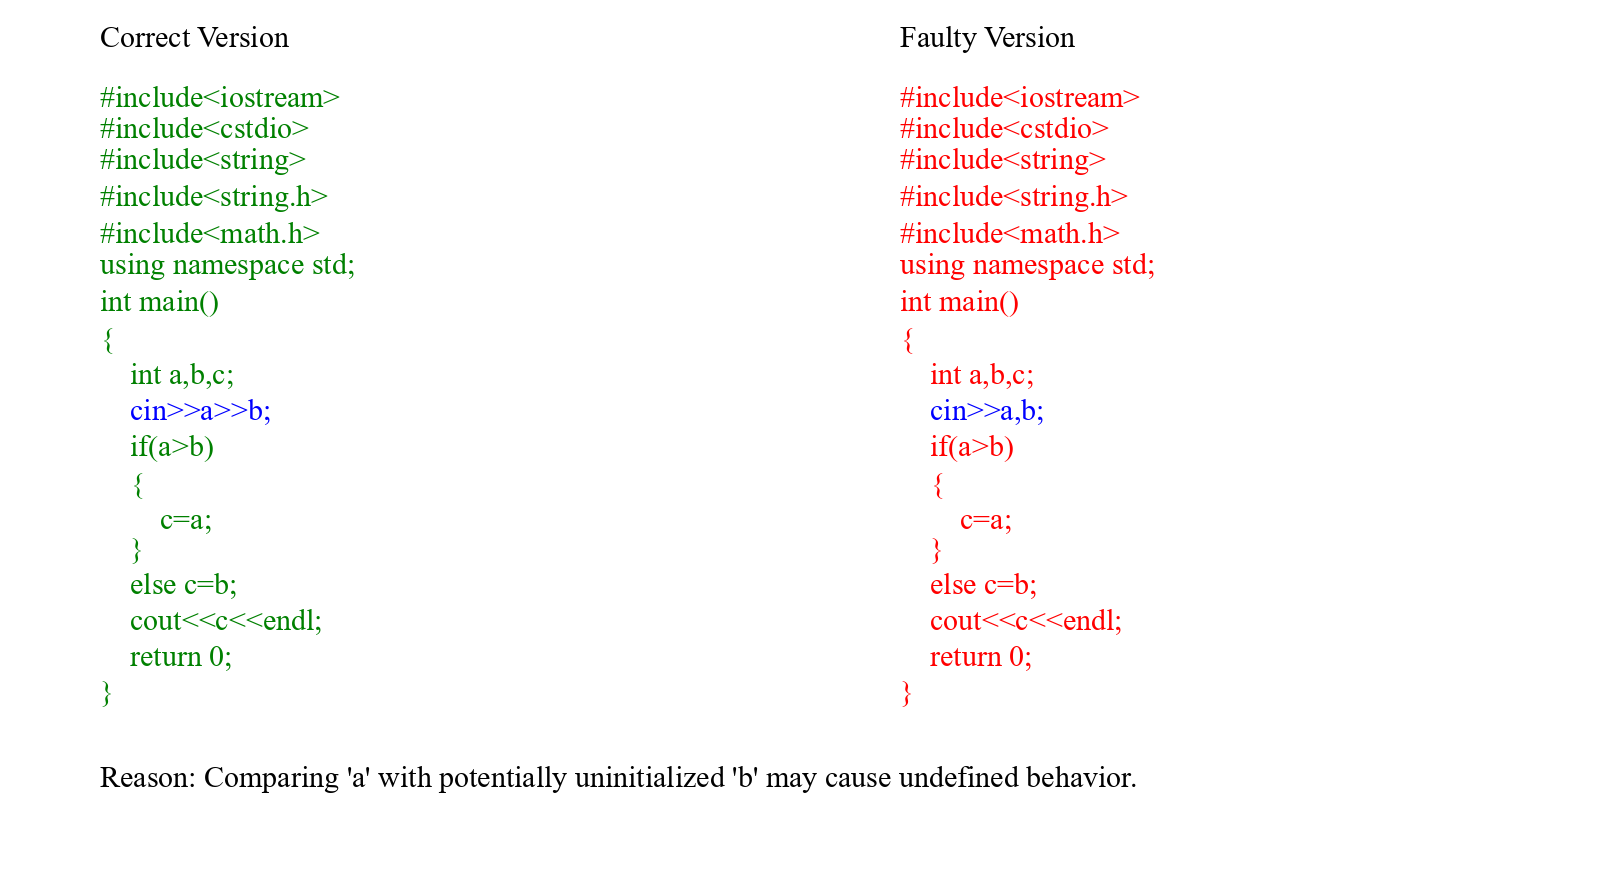 Correct Version
#include<iostream>
#include<cstdio>
#include<string>
#include<string.h>
#include<math.h>
using namespace std;
int main()
{
    int a,b,c;
    cin>>a>>b;
    if(a>b)
    {
        c=a;
    }
    else c=b;
    cout<<c<<endl;
    return 0;
}
Faulty Version
#include<iostream>
#include<cstdio>
#include<string>
#include<string.h>
#include<math.h>
using namespace std;
int main()
{
    int a,b,c;
    cin>>a,b;
    if(a>b)
    {
        c=a;
    }
    else c=b;
    cout<<c<<endl;
    return 0;
}
Reason: Comparing 'a' with potentially uninitialized 'b' may cause undefined behavior.